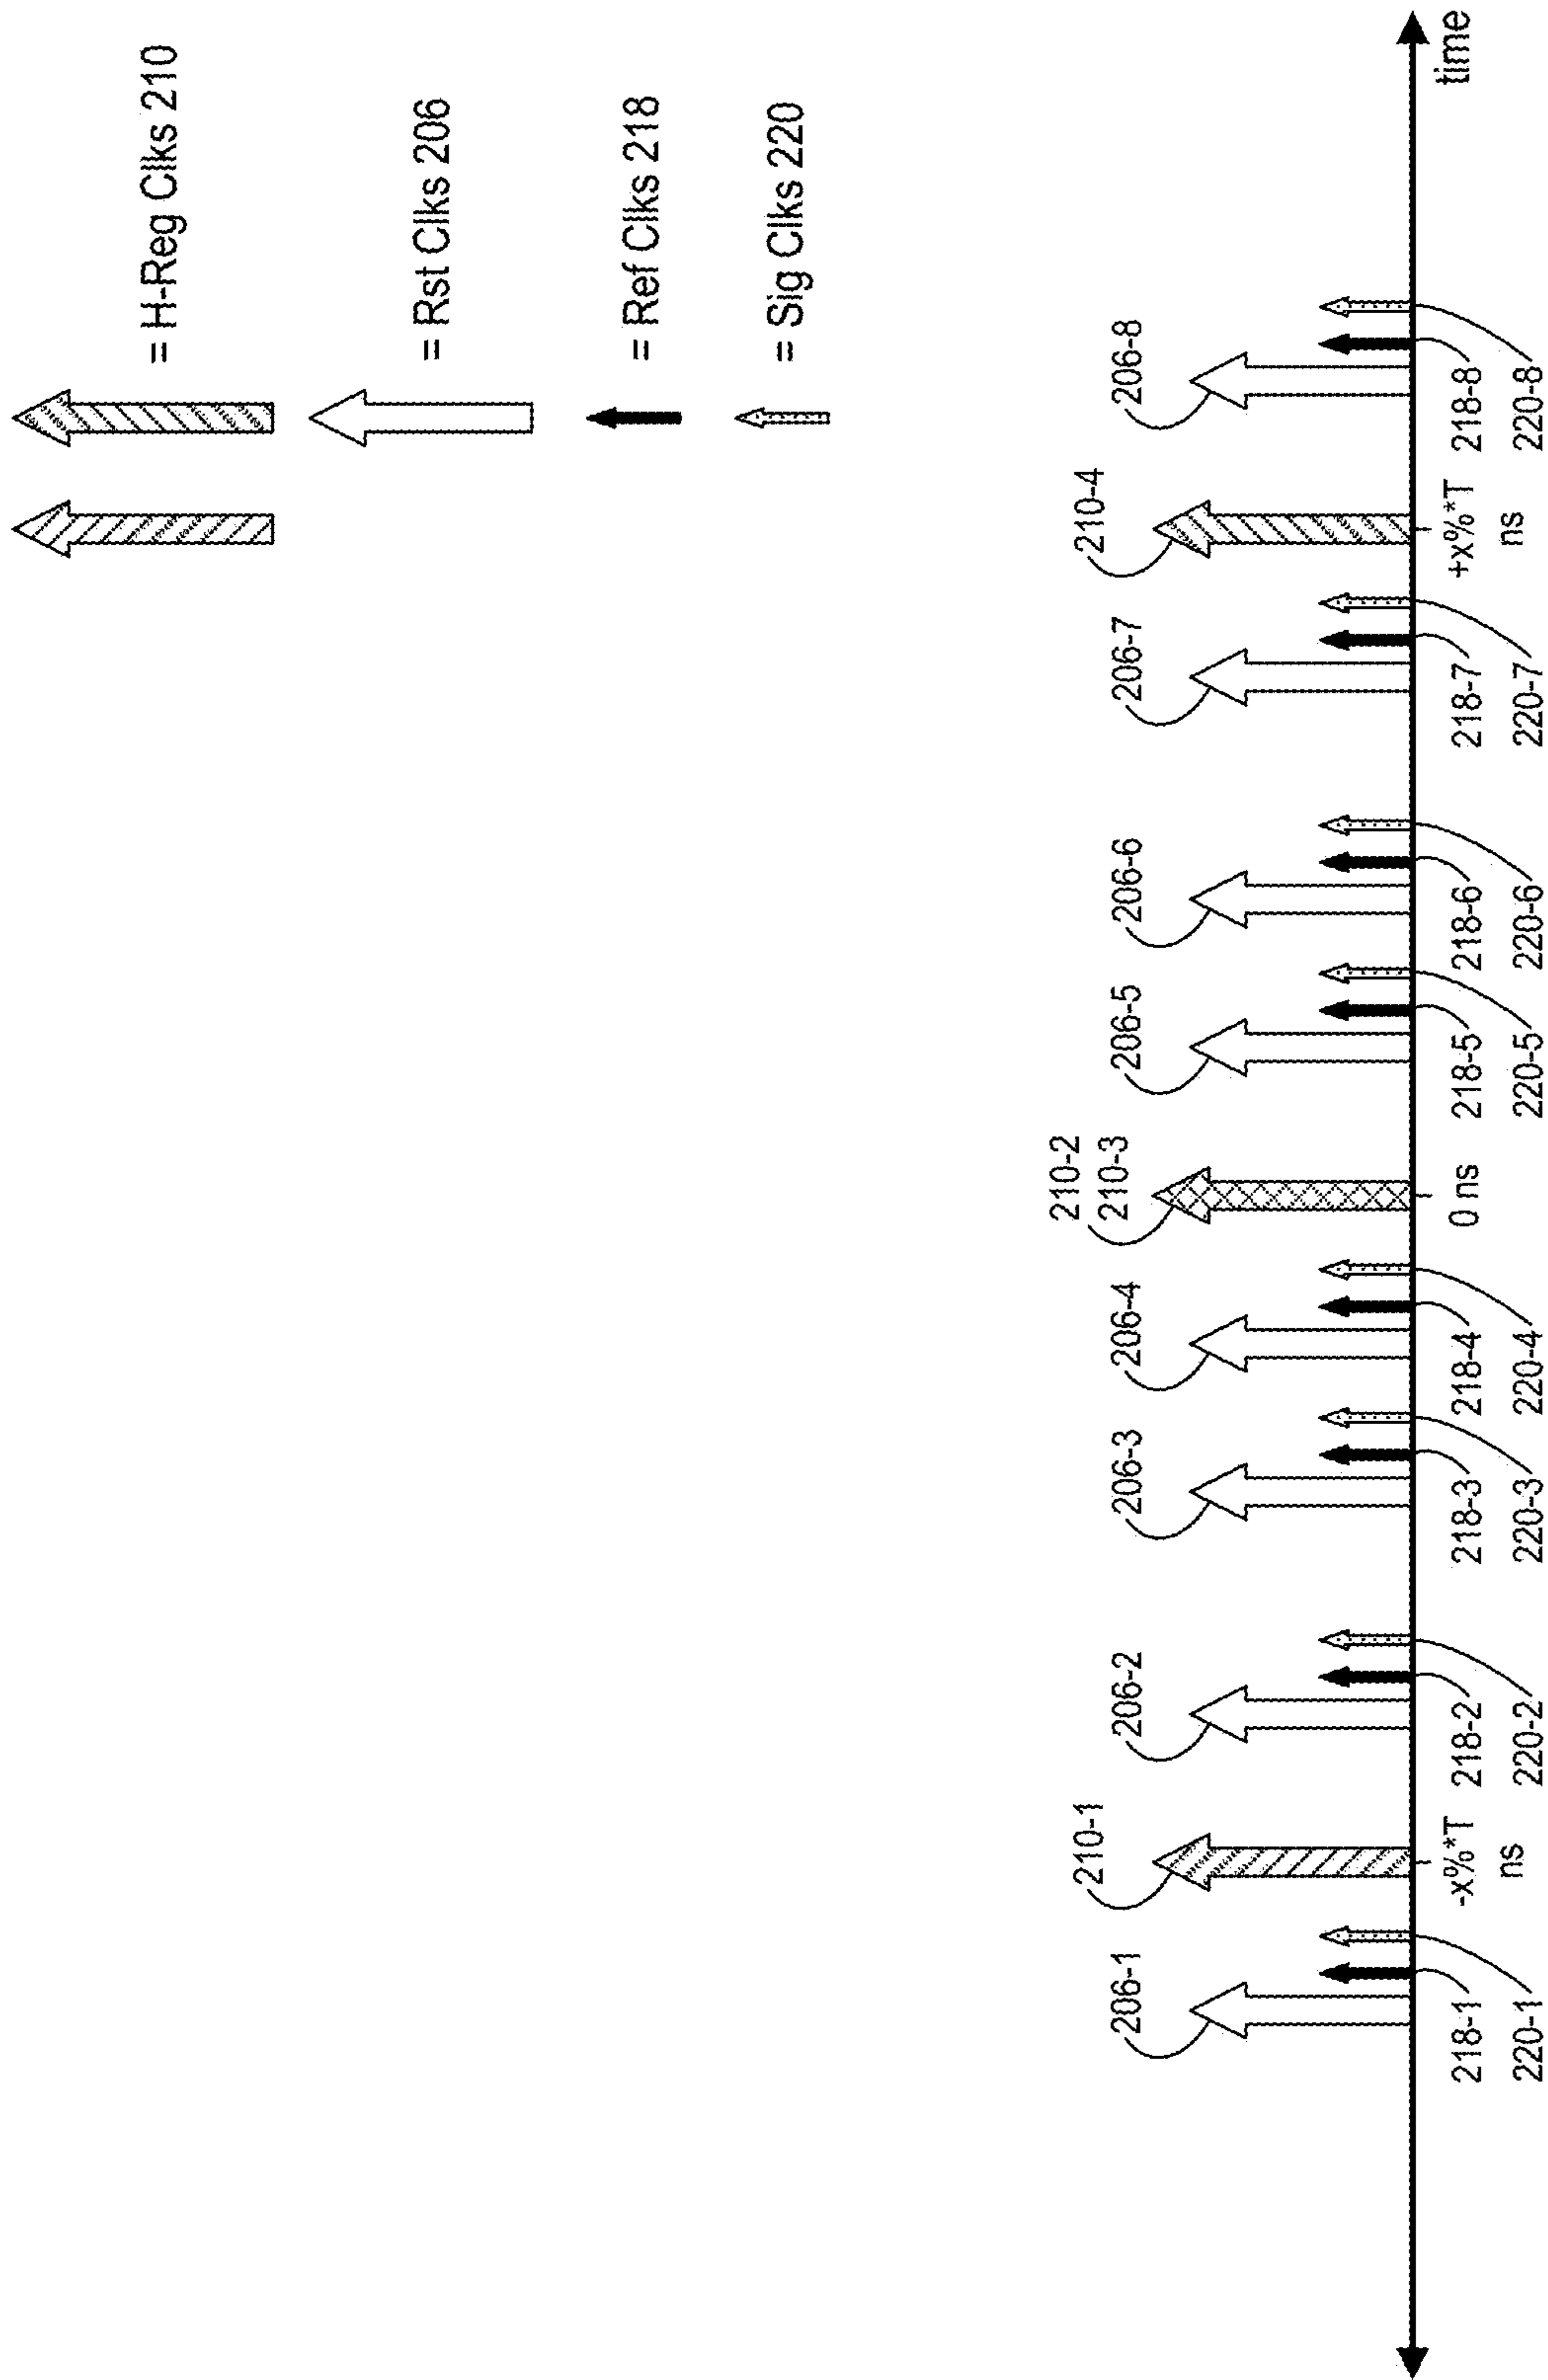 = H-Reg Clks 210
= Rst Clks 206
= Ref Clks 218
= Sig Clks 220
210-2
210-1 210-3 210-4
206-1 206-2 206-3 206-4 206-5 206-6 206-7 206-8
time
218-1 -x%*T 218-2 218-3 218-4 0 ns 218-5 218-6 218-7 +x%*T 218-8
220-1 ns 220-2 220-3 220-4 220-5 220-6 220-7 ns 220-8